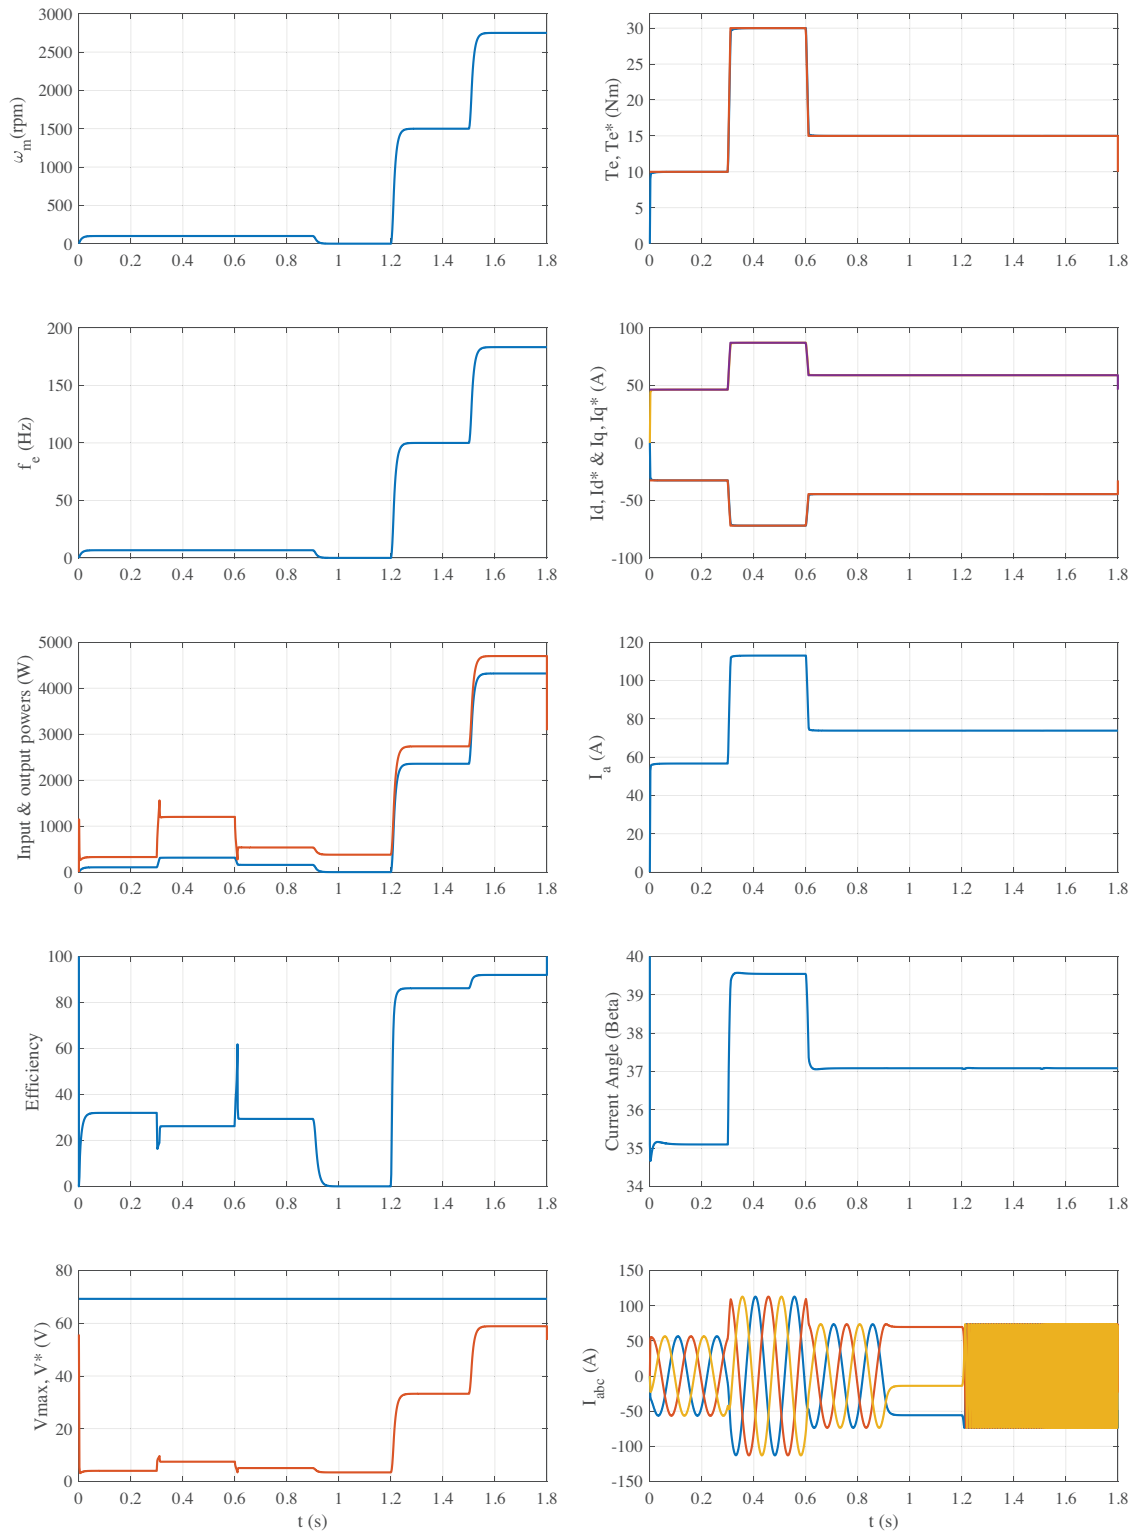 3000
2500
2000
1500
1000
500
0
ω_m(rpm)
0 0.2 0.4 0.6 0.8 1 1.2 1.4 1.6 1.8
30
25
20
15
10
5
0
Te, Te* (Nm)
0 0.2 0.4 0.6 0.8 1 1.2 1.4 1.6 1.8
200
150
100
50
0
f_e (Hz)
0 0.2 0.4 0.6 0.8 1 1.2 1.4 1.6 1.8
100
50
0
-50
-100
Id, Id* & Iq, Iq* (A)
0 0.2 0.4 0.6 0.8 1 1.2 1.4 1.6 1.8
5000
4000
3000
2000
1000
0
Input & output powers (W)
0 0.2 0.4 0.6 0.8 1 1.2 1.4 1.6 1.8
120
100
80
60
40
20
0
I_a (A)
0 0.2 0.4 0.6 0.8 1 1.2 1.4 1.6 1.8
100
80
60
40
20
0
Efficiency
0 0.2 0.4 0.6 0.8 1 1.2 1.4 1.6 1.8
40
39
38
37
36
35
34
Current Angle (Beta)
0 0.2 0.4 0.6 0.8 1 1.2 1.4 1.6 1.8
80
60
40
20
0
Vmax, V* (V)
0 0.2 0.4 0.6 0.8 1 1.2 1.4 1.6 1.8
t (s)
150
100
50
0
-50
-100
-150
I_abc (A)
0 0.2 0.4 0.6 0.8 1 1.2 1.4 1.6 1.8
t (s)